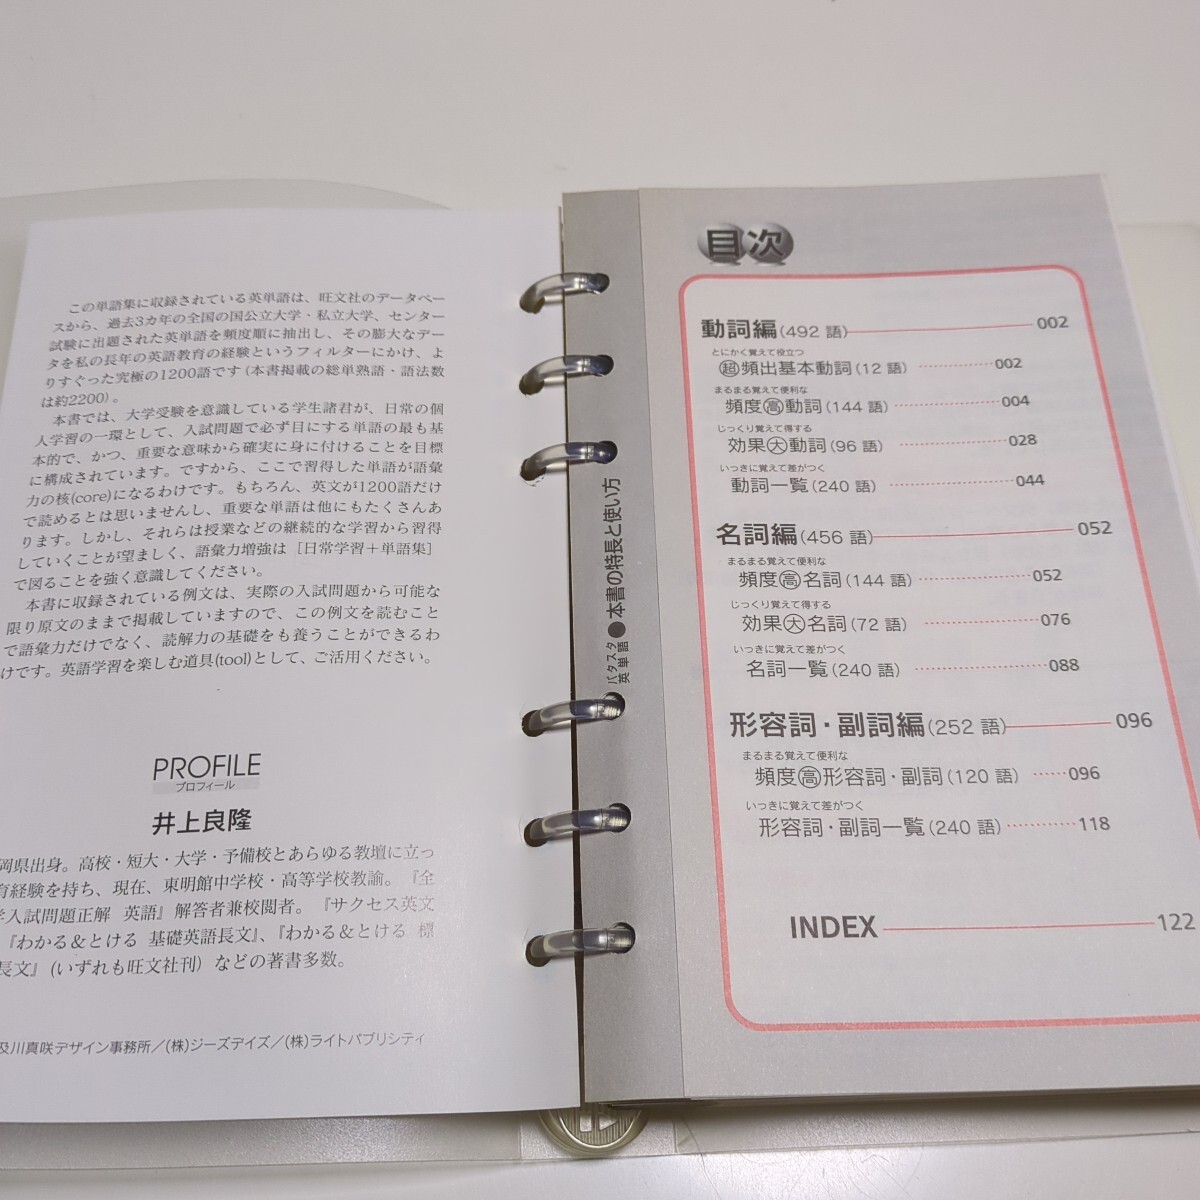 この単語集に収録されている英単語は、旺文社のデータベー
スから、過去3カ年の全国の国公立大学・私立大学、センター
試験に出題された英単語を頻度順に抽出し、その膨大なデー
タを私の長年の英語教育の経験というフィルターにかけ、よ
りすぐった究極の1200語です(本書掲載の総単熟語・語法数
は約2200)。
本書では、大学受験を意識している学生諸君が、日常の個
人学習の一環として、入試問題で必ず目にする単語の最も基
本的で、かつ、重要な意味から確実に身に付けることを目標
に構成されています。ですから、ここで習得した単語が語彙
力の核(core)になるわけです。もちろん、英文が1200語だけ
で読めるとは思いませんし、重要な単語は他にもたくさんあ
ります。しかし、それらは授業などの継続的な学習から習得
していくことが望ましく、語彙力増強は［日常学習＋単語集］
で図ることを強く意識してください。
本書に収録されている例文は、実際の入試問題から可能な
限り原文のままで掲載していますので、この例文を読むこと
で語彙力だけでなく、読解力の基礎をも養うことができるわ
けです。英語学習を楽しむ道具(tool)として、ご活用ください。
PROFILE
プロフィール
井上良隆
岡県出身。高校・短大・大学・予備校とあらゆる教壇に立っ
育経験を持ち、現在、東明館中学校・高等学校教諭。『全
学入試問題正解 英語』解答者兼校閲者。『サクセス英文
『わかる&とける 基礎英語長文』、『わかる&とける 標
長文』(いずれも旺文社刊) などの著書多数。
及川真咲デザイン事務所／(株)ジーズデイズ／(株)ライトパブリシティ
バタスタ
英単語
●本書の特長と使い方
目次
動詞編(492 語) 002
とにかく覚えて役立つ
超頻出基本動詞(12 語) 002
まるまる覚えて便利な
頻度高動詞(144 語) 004
じっくり覚えて得する
効果大動詞(96 語) 028
いっきに覚えて差がつく
動詞一覧(240 語) 044
名詞編(456 語) 052
まるまる覚えて便利な
頻度高名詞(144 語) 052
じっくり覚えて得する
効果大名詞(72 語) 076
いっきに覚えて差がつく
名詞一覧(240 語) 088
形容詞・副詞編(252 語) 096
まるまる覚えて便利な
頻度高形容詞・副詞(120 語) 096
いっきに覚えて差がつく
形容詞・副詞一覧(240 語) 118
INDEX 122